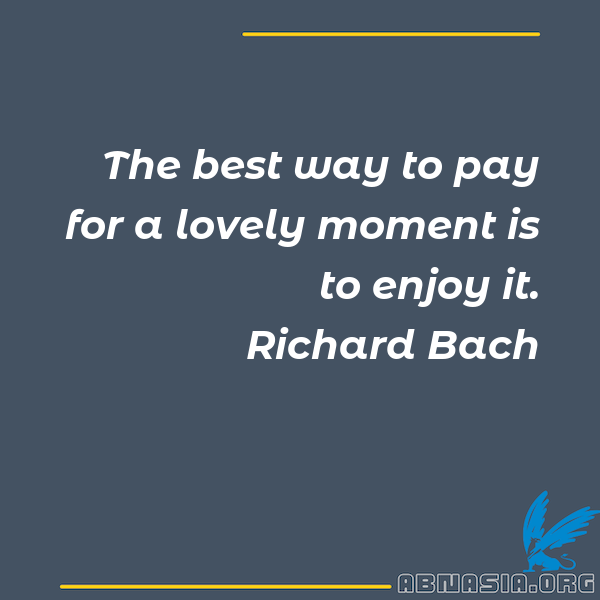 The best way to pay
for a lovely moment is
to enjoy it.
Richard Bach
ABNASIA.ORG